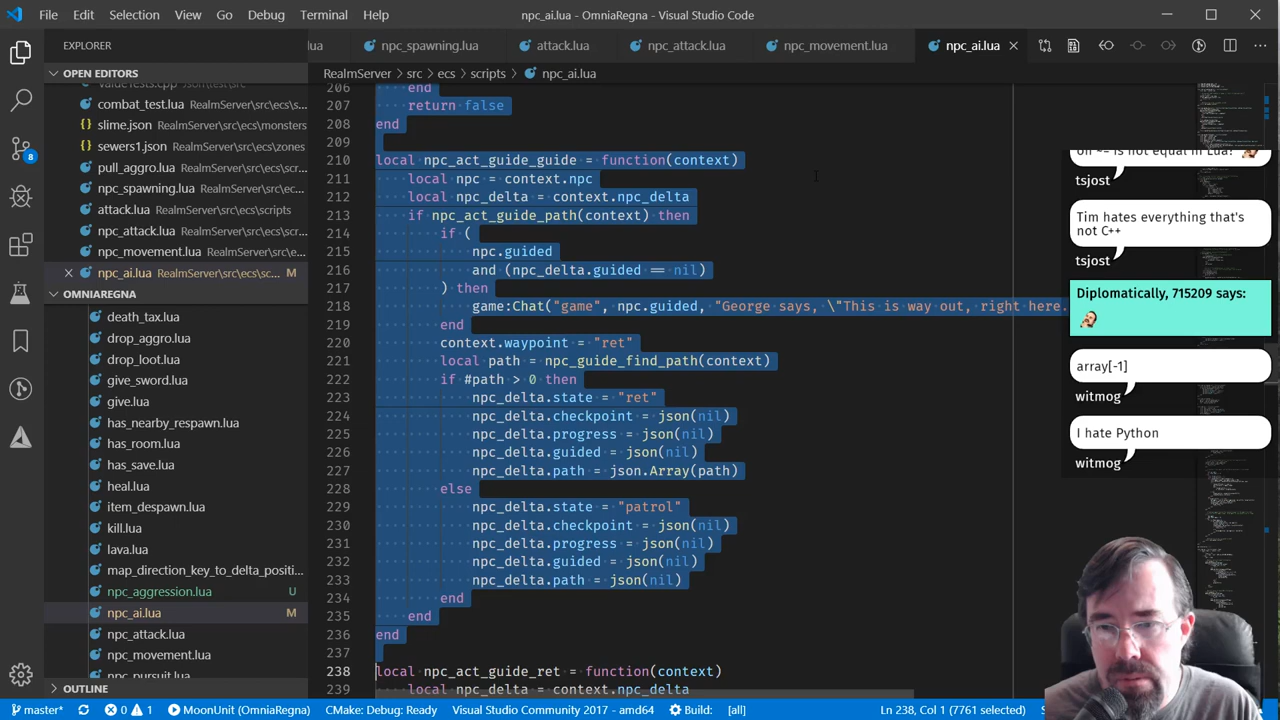 File Edit Selection View Go Debug Terminal Help
npc_ai.lua - OmniaRegna - Visual Studio Code
EXPLORER
lua
npc_spawning.lua
attack.lua
npc_attack.lua
npc_movement.lua
npc_ai.lua
OPEN EDITORS
combat_test.lua RealmServer\src\ecs\scripts
slime.json RealmServer\src\ecs\monsters
sewers1.json RealmServer\src\ecs\zones
pull_aggro.lua RealmServer\src\ecs\scri...
npc_spawning.lua RealmServer\src\ecs...
attack.lua RealmServer\src\ecs\scripts
npc_attack.lua RealmServer\src\ecs\scri...
npc_movement.lua RealmServer\src\e...
npc_ai.lua RealmServer\src\ecs\sc... M
OMNIAREGNA
death_tax.lua
drop_aggro.lua
drop_loot.lua
give_sword.lua
give.lua
has_nearby_respawn.lua
has_room.lua
has_save.lua
heal.lua
item_despawn.lua
kill.lua
lava.lua
map_direction_key_to_delta_positi...
npc_aggression.lua U
npc_ai.lua M
npc_attack.lua
npc_movement.lua
npc_pursuit.lua
OUTLINE
8
RealmServer > src > ecs > scripts > npc_ai.lua
206 end
207 return false
208 end
209
210 local npc_act_guide_guide = function(context)
211 local npc = context.npc
212 local npc_delta = context.npc_delta
213 if npc_act_guide_path(context) then
214 if (
215 npc.guided
216 and (npc_delta.guided == nil)
217 ) then
218 game.Chat("game", npc.guided, "George says, \"This is way out, right here.
219 end
220 context.waypoint = "ret"
221 local path = npc_guide_find_path(context)
222 if #path > 0 then
223 npc_delta.state = "ret"
224 npc_delta.checkpoint = json(nil)
225 npc_delta.progress = json(nil)
226 npc_delta.guided = json(nil)
227 npc_delta.path = json.Array(path)
228 else
229 npc_delta.state = "patrol"
230 npc_delta.checkpoint = json(nil)
231 npc_delta.progress = json(nil)
232 npc_delta.guided = json(nil)
233 npc_delta.path = json(nil)
234 end
235 end
236 end
237
238 local npc_act_guide_ret = function(context)
239 local npc_delta = context.npc_delta
oh ~= is not equal in Lua?
tsjost
Tim hates everything that's
not C++
tsjost
Diplomatically, 715209 says:
array[-1]
witmog
I hate Python
witmog
master* 0 1 MoonUnit (OmniaRegna) CMake: Debug: Ready Visual Studio Community 2017 - amd64 Build: [all] Ln 238, Col 1 (7761 selected)